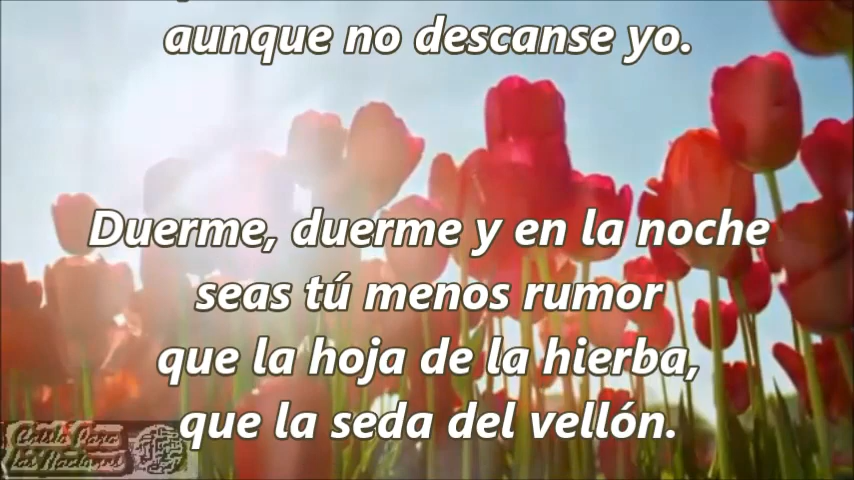 aunque no descanse yo.
Duerme, duerme y en la noche
seas tú menos rumor
que la hoja de la hierba,
que la seda del vellón.